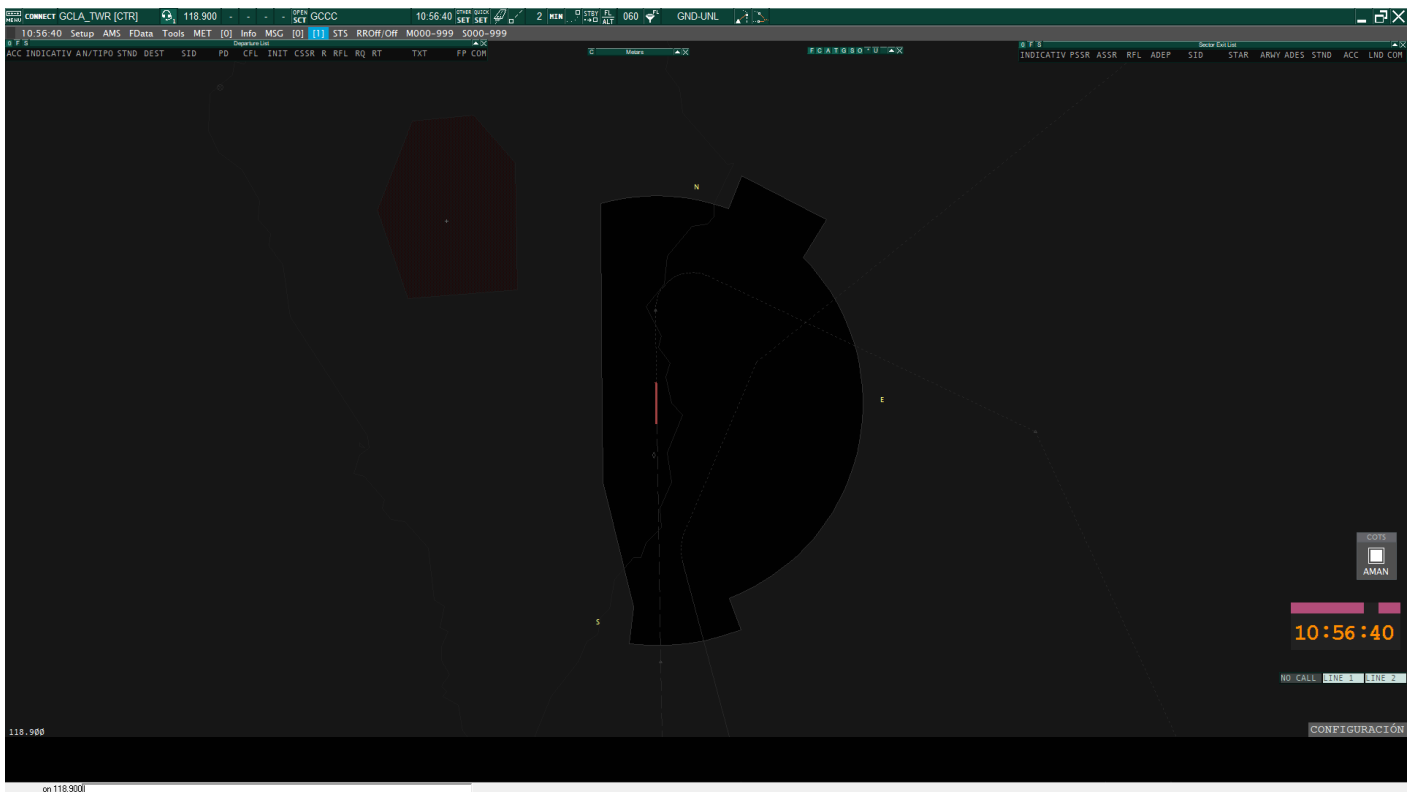 MENU CONNECT GCLA_TWR [CTR] 118.900 - - - - OPEN SCT GCCC 10:56:40 OTHER SET QUICK SET 2 MIN STBY FL ALT 060 FL GND-UNL
10:56:40 Setup AMS FData Tools MET [0] Info MSG [0] [1] STS RROff/Off M000-999 S000-999
O F S Departure List
ACC INDICATIV AN/TIPO STND DEST SID PD CFL INIT CSSR R RFL RQ RT TXT FP COM
C Meters
F C A T G S O - U
O F S Sector Exit List
INDICATIV PSSR ASSR RFL ADEP SID STAR ARWY ADES STND ACC LND COM
N
E
S
COTS
AMAN
10:56:40
NO CALL LINE 1 LINE 2
118.900
CONFIGURACIÓN
on 118.900